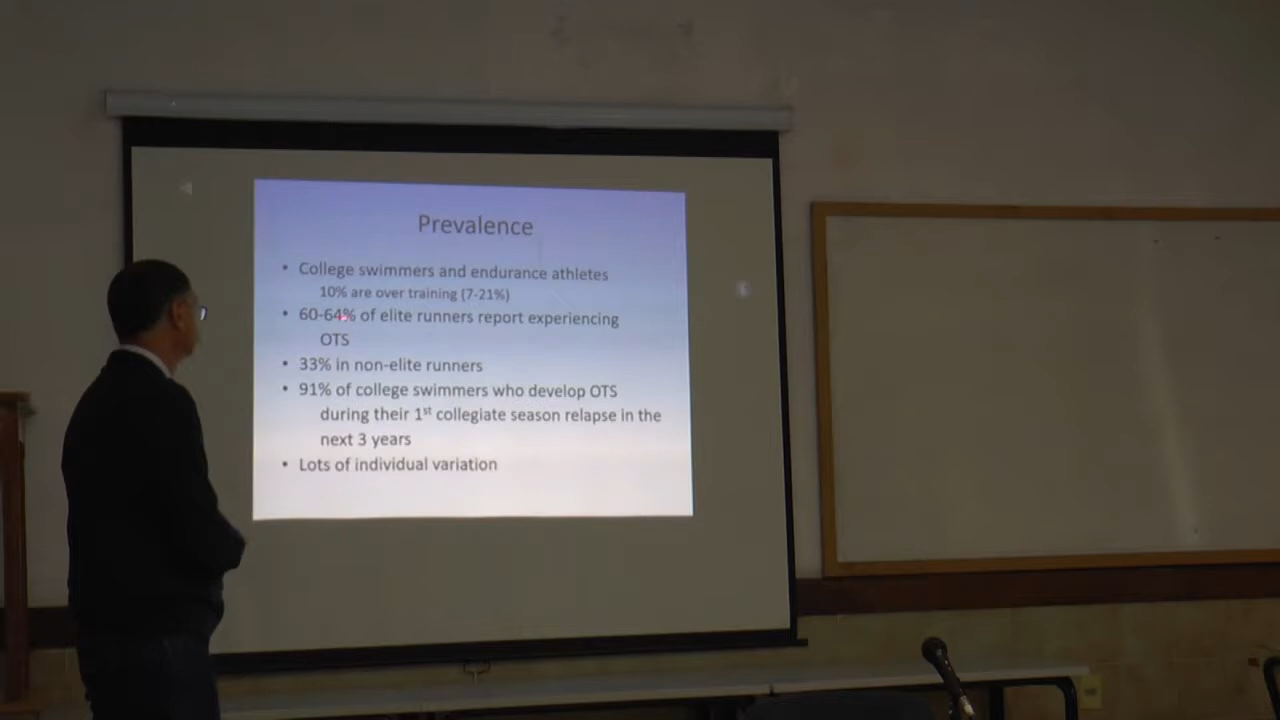 Prevalence
• College swimmers and endurance athletes
10% are over training (7-21%)
• 60-64% of elite runners report experiencing
OTS
• 33% in non-elite runners
• 91% of college swimmers who develop OTS
during their 1st collegiate season relapse in the
next 3 years
• Lots of individual variation